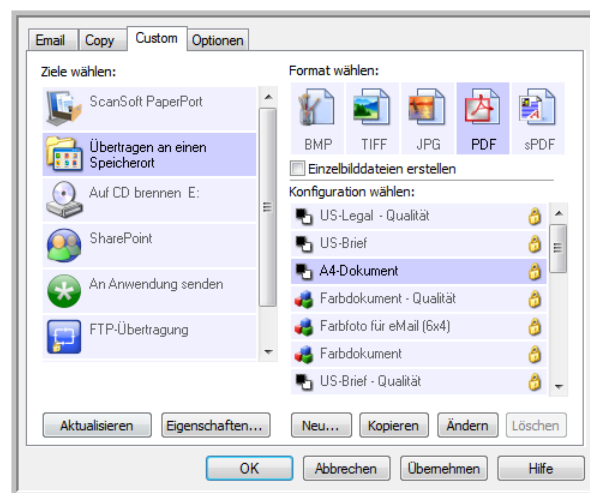 Email Copy Custom Optionen
Ziele wählen:
ScanSoft PaperPort
Übertragen an einen
Speicherort
Auf CD brennen E:
SharePoint
An Anwendung senden
FTP-Übertragung
Format wählen:
BMP TIFF JPG PDF sPDF
Einzelbilddateien erstellen
Konfiguration wählen:
US-Legal - Qualität
US-Brief
A4-Dokument
Farbdokument - Qualität
Farbfoto für eMail (6x4)
Farbdokument
US-Brief - Qualität
Aktualisieren Eigenschaften... Neu... Kopieren Ändern Löschen
OK Abbrechen Übernehmen Hilfe